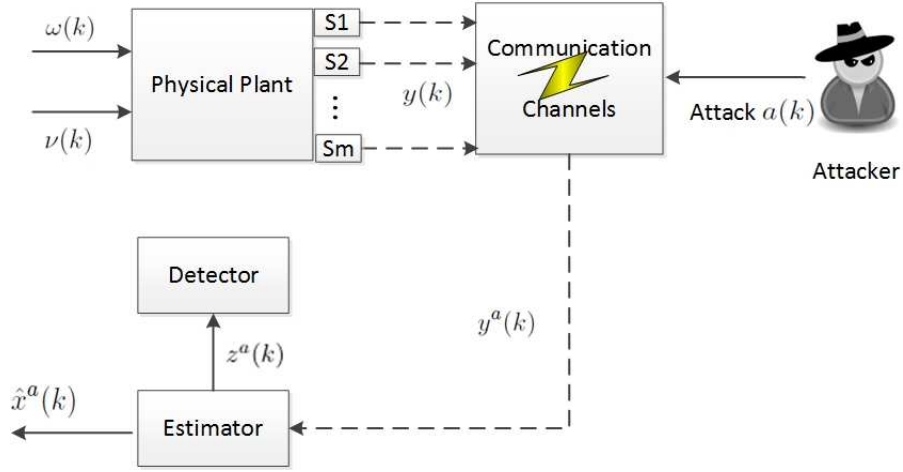 ω(k)
ν(k)
Physical Plant
S1
S2
⋮
Sm
y(k)
Communication
Channels
Attack a(k)
Attacker
Detector
y^a(k)
z^a(k)
x̂^a(k)
Estimator